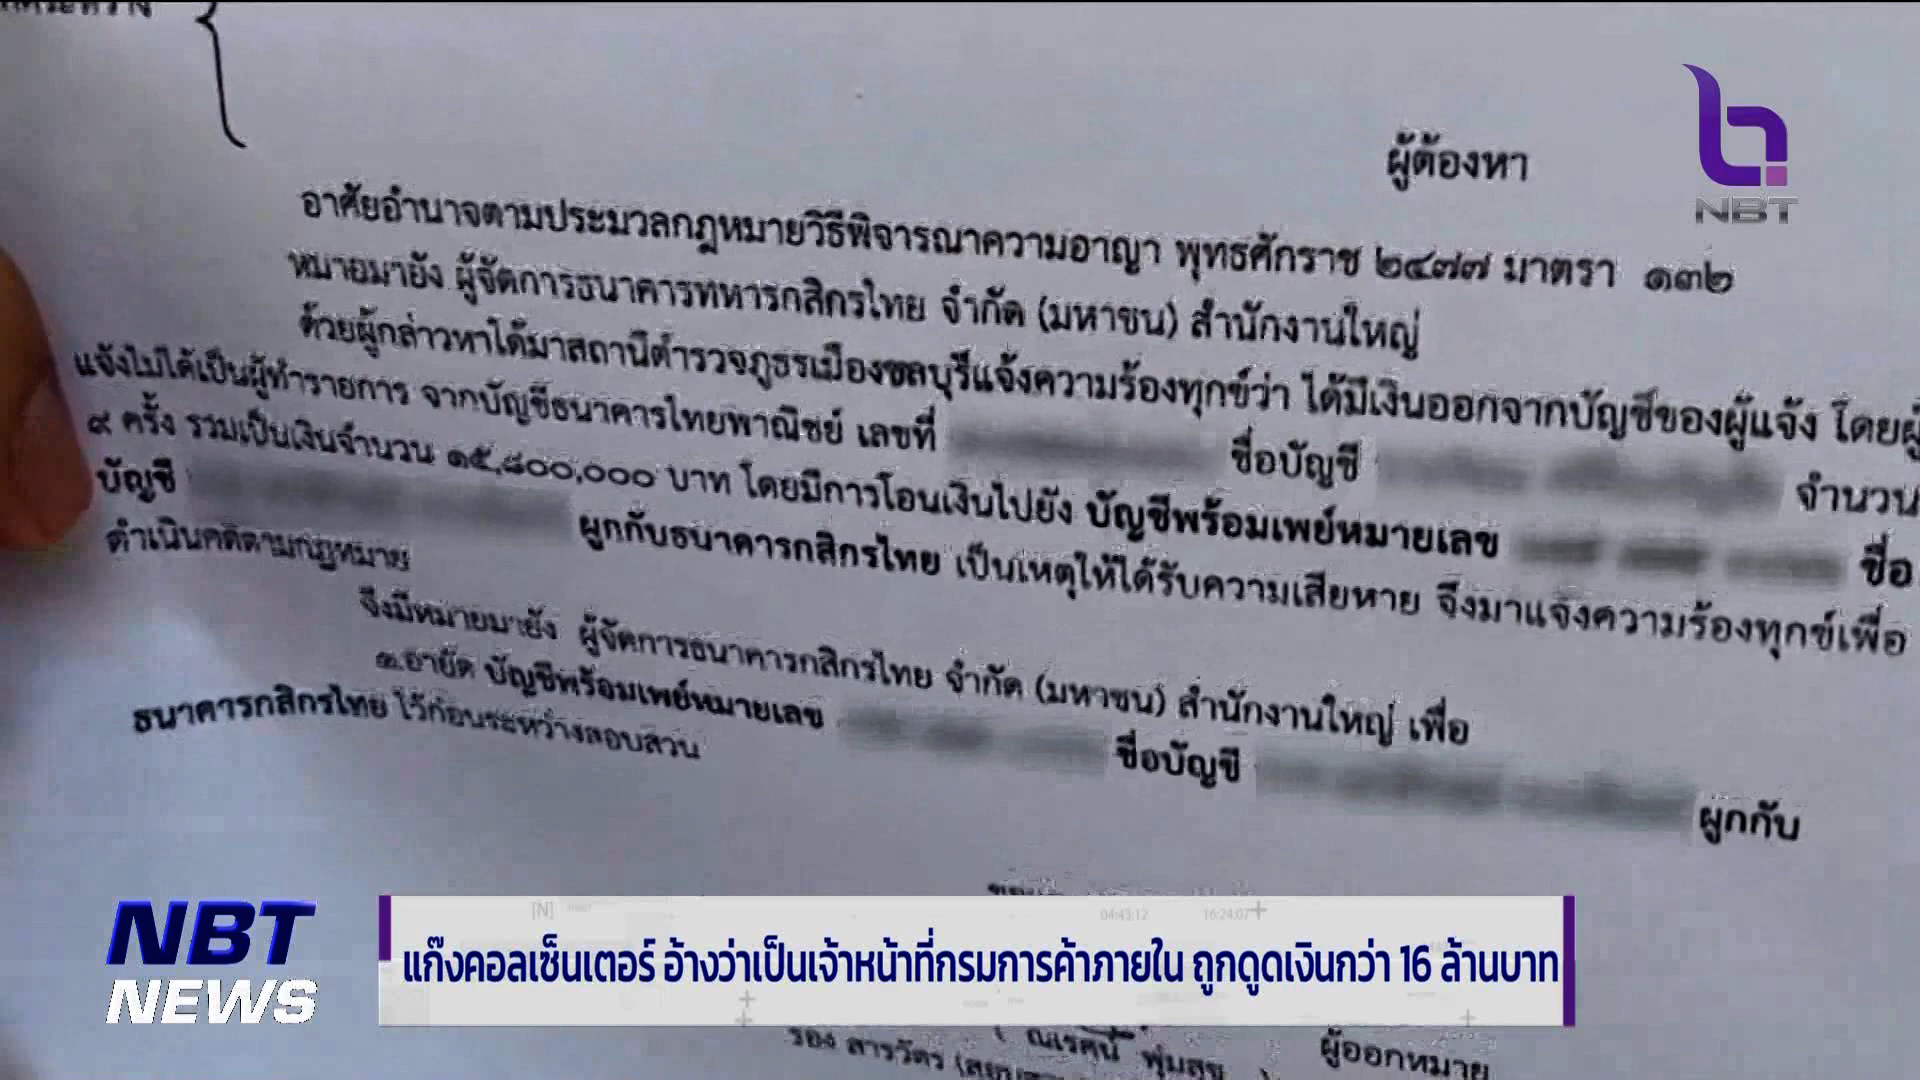 ผู้ต้องหา
NBT
อาศัยอำนาจตามประมวลกฎหมายวิธีพิจารณาความอาญา พุทธศักราช ๒๔๗๗ มาตรา ๑๓๒
หมายมายัง ผู้จัดการธนาคารทหารกสิกรไทย จำกัด (มหาชน) สำนักงานใหญ่
ด้วยผู้กล่าวหาได้มาสถานีตำรวจภูธรเมืองชลบุรีแจ้งความร้องทุกข์ว่า ได้มีเงินออกจากบัญชีของผู้แจ้ง โดยผู้
แจ้งไม่ได้เป็นผู้ทำรายการ จากบัญชีธนาคารไทยพาณิชย์ เลขที่ ชื่อบัญชี จำนวน
๙ ครั้ง รวมเป็นเงินจำนวน ๑๕,๘๐๐,๐๐๐ บาท โดยมีการโอนเงินไปยัง บัญชีพร้อมเพย์หมายเลข ชื่อ
บัญชี ผูกกับธนาคารกสิกรไทย เป็นเหตุให้ได้รับความเสียหาย จึงมาแจ้งความร้องทุกข์เพื่อ
ดำเนินคดีตามกฎหมาย
จึงมีหมายมายัง ผู้จัดการธนาคารกสิกรไทย จำกัด (มหาชน) สำนักงานใหญ่ เพื่อ
๑.อายัด บัญชีพร้อมเพย์หมายเลข ชื่อบัญชี ผูกกับ
ธนาคารกสิกรไทย ไว้ก่อนระหว่างสอบสวน
NBT
NEWS
[N] 04:43.12 16:24.07
แก๊งคอลเซ็นเตอร์ อ้างว่าเป็นเจ้าหน้าที่กรมการค้าภายใน ถูกดูดเงินกว่า 16 ล้านบาท
พุ่มสุข ผู้ออกหมาย
รอง สารวัตร